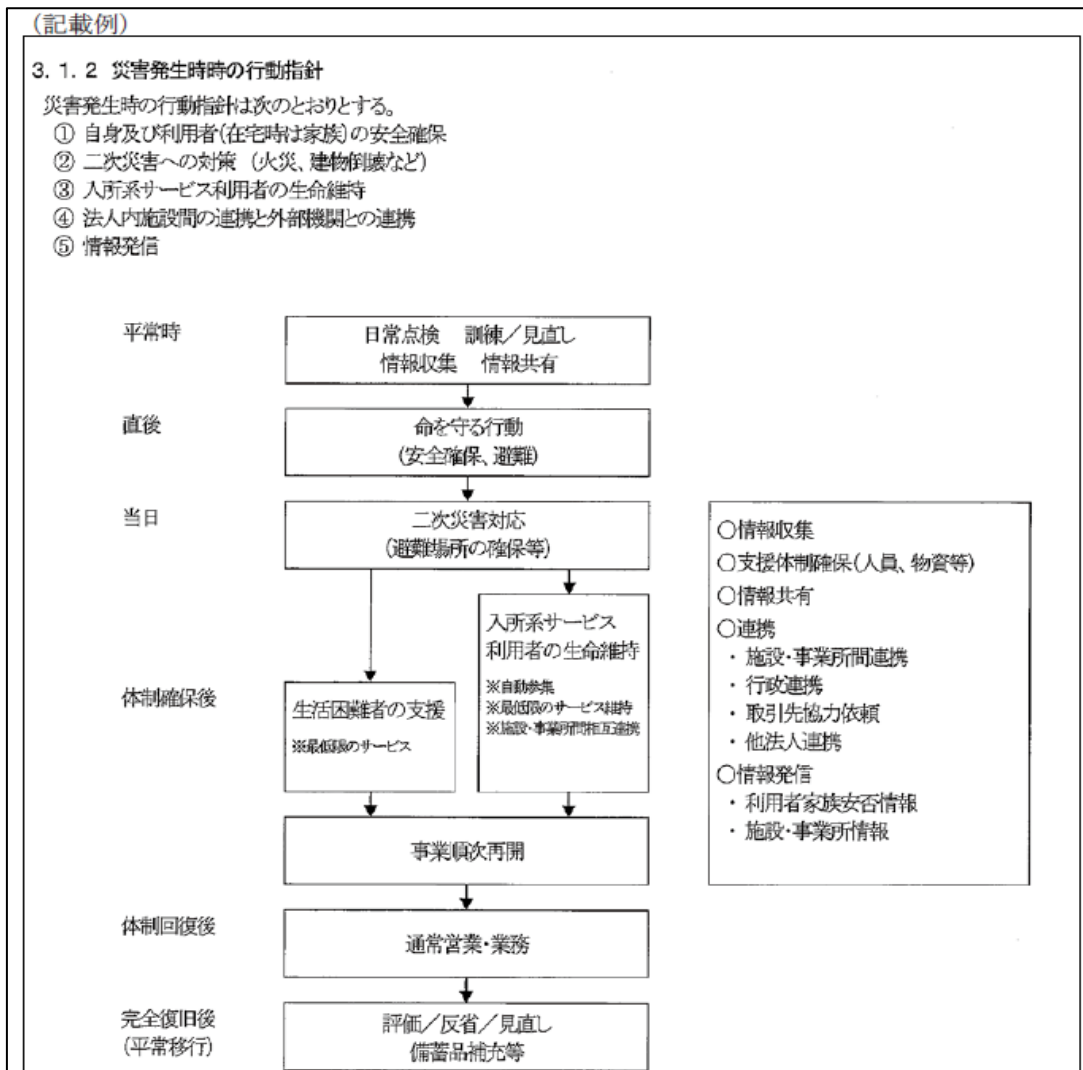 （記載例）
3．1．2 災害発生時時の行動指針
災害発生時の行動指針は次のとおりとする。
① 自身及び利用者(在宅時は家族)の安全確保
② 二次災害への対策 （火災、建物倒壊など）
③ 入所系サービス利用者の生命維持
④ 法人内施設間の連携と外部機関との連携
⑤ 情報発信
平常時
日常点検 訓練／見直し
情報収集 情報共有
直後
命を守る行動
(安全確保、避難)
当日
二次災害対応
(避難場所の確保等)
入所系サービス
利用者の生命維持
※自動参集
※最低限のサービス維持
※施設・事業所間相互連携
体制確保後
生活困難者の支援
※最低限のサービス
事業順次再開
○情報収集
○支援体制確保(人員、物資等)
○情報共有
○連携
・ 施設・事業所間連携
・ 行政連携
・ 取引先協力依頼
・ 他法人連携
○情報発信
・ 利用者家族安否情報
・ 施設・事業所情報
体制回復後
通常営業・業務
完全復旧後
(平常移行)
評価／反省／見直し
備蓄品補充等